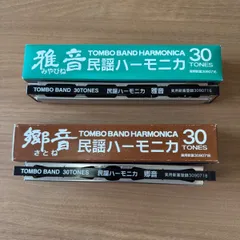 雅音
みやびね
TOMBO BAND HARMONICA
民謡ハーモニカ
30
TONES
TOMBO BAND 30TONES 民謡ハーモニカ 雅音
郷音
さとね
TOMBO BAND HARMONICA
民謡ハーモニカ
30
TONES
TOMBO BAND 30TONES 民謡ハーモニカ 郷音